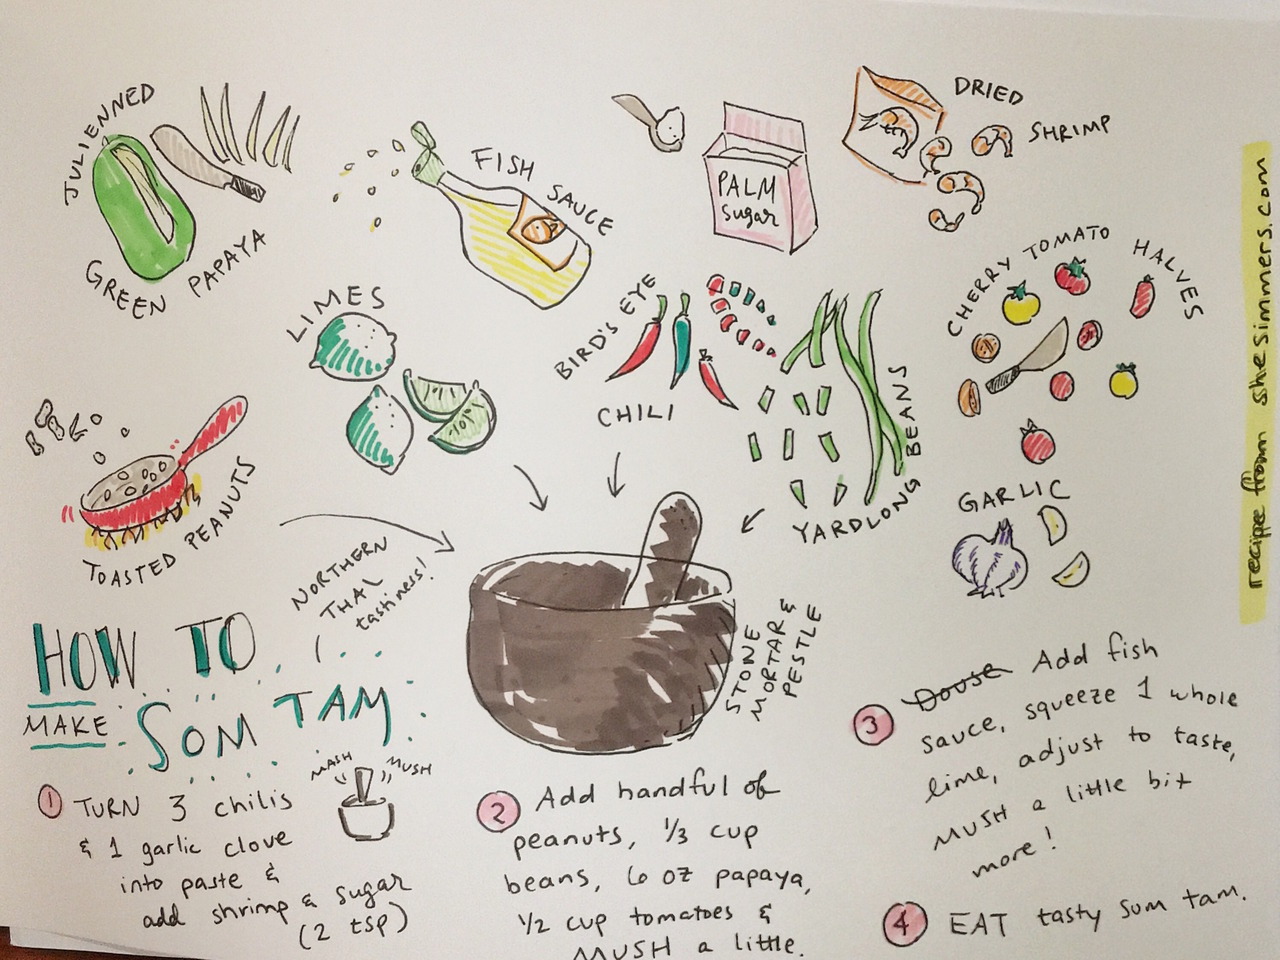 JULIENNED
GREEN PAPAYA
FISH SAUCE
PALM
sugar
DRIED
SHRIMP
LIMES
BIRD'S EYE
CHILI
YARDLONG BEANS
CHERRY TOMATO HALVES
GARLIC
TOASTED PEANUTS
STONE
MORTAR &
PESTLE
recipe from shesimmers.com
NORTHERN
THAI
tastiness!
HOW TO
MAKE
SOM TAM
MASH
MUSH
1 TURN 3 chilis
& 1 garlic clove
into paste &
add shrimp & sugar
(2 tsp)
2 Add handful of
peanuts, 1/3 cup
beans, 6 oz papaya,
1/2 cup tomatoes &
MUSH a little.
3 Douse Add fish
sauce, squeeze 1 whole
lime, adjust to taste,
MUSH a little bit
more!
4 EAT tasty som tam.